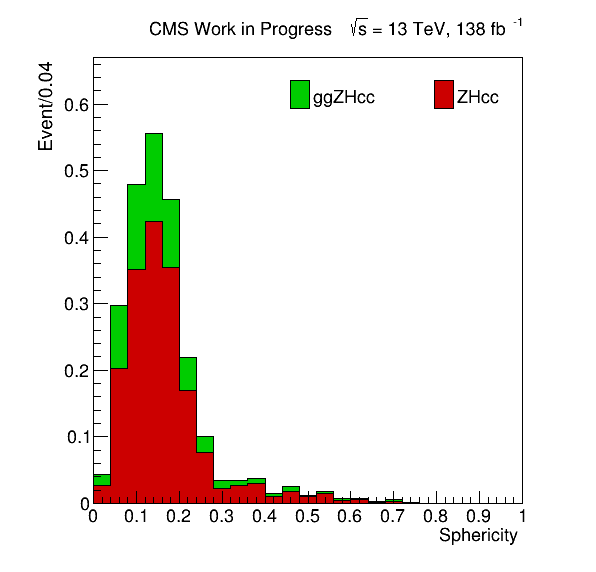 CMS Work in Progress √s = 13 TeV, 138 fb⁻¹
Event/0.04
ggZHcc ZHcc
0.6
0.5
0.4
0.3
0.2
0.1
0
0 0.1 0.2 0.3 0.4 0.5 0.6 0.7 0.8 0.9 1
Sphericity